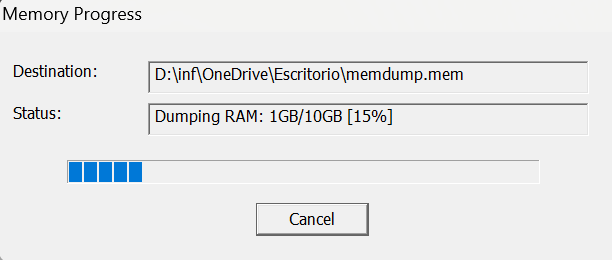 Memory Progress
Destination: D:\inf\OneDrive\Escritorio\memdump.mem
Status: Dumping RAM: 1GB/10GB [15%]
Cancel